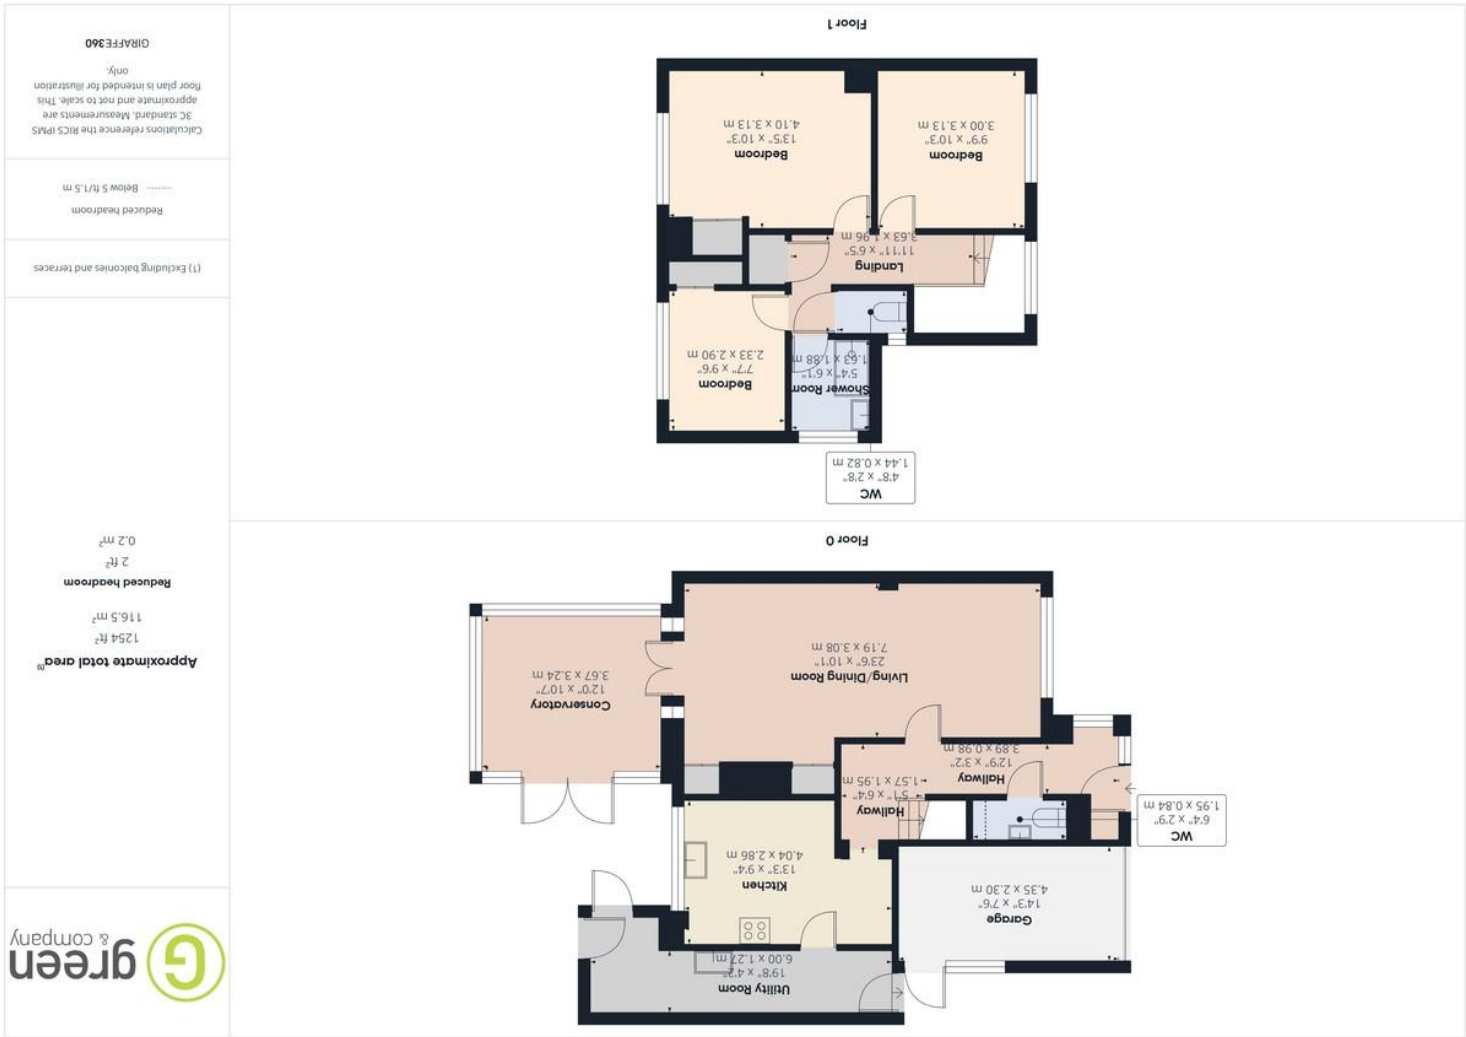 green
& company
Approximate total area⁽¹⁾
1254 ft²
116.5 m²
Reduced headroom
2 ft²
0.2 m²
(1) Excluding balconies and terraces
Reduced headroom
Below 5 ft/1.5 m
Calculations reference the RICS IPMS
3C standard. Measurements are
approximate and not to scale. This
floor plan is intended for illustration
only.
GIRAFFE360
Utility Room
19'8" x 4'2"
6.00 x 1.27 m
Garage
14'3" x 7'6"
4.35 x 2.30 m
Kitchen
13'3" x 9'4"
4.04 x 2.86 m
WC
6'4" x 2'9"
1.95 x 0.84 m
Hallway
5'1" x 6'4"
1.57 x 1.95 m
Hallway
12'9" x 3'2"
3.89 x 0.98 m
Conservatory
12'0" x 10'7"
3.67 x 3.24 m
Living/Dining Room
23'6" x 10'1"
7.19 x 3.08 m
Floor 0
WC
4'8" x 2'8"
1.44 x 0.82 m
Shower Room
5'4" x 6'1"
1.63 x 1.88 m
Bedroom
7'7" x 9'6"
2.33 x 2.90 m
Landing
11'11" x 6'5"
3.63 x 1.96 m
Bedroom
9'9" x 10'3"
3.00 x 3.13 m
Bedroom
13'5" x 10'3"
4.10 x 3.13 m
Floor 1